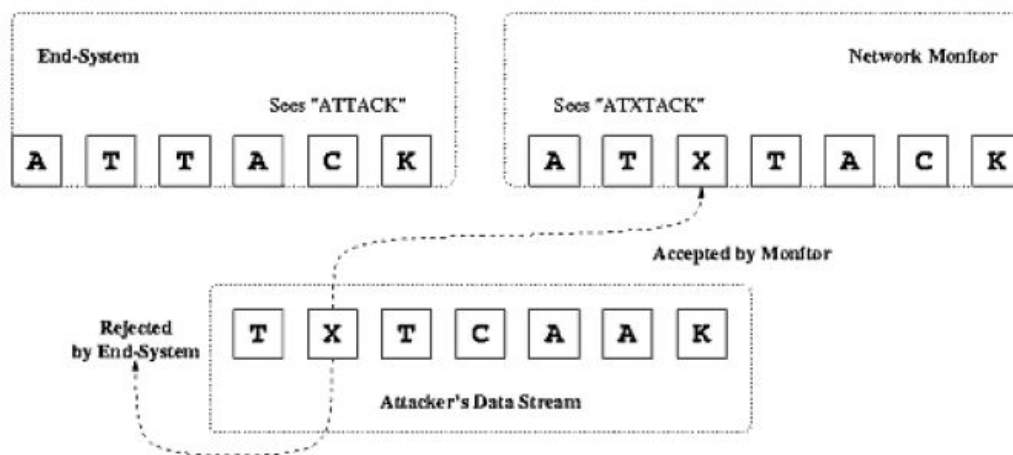 End-System
Network Monitor
Sees "ATTACK"
Sees "ATXTACK"
A T T A C K
A T X T A C K
Accepted by Monitor
Rejected
by End-System
T X T C A A K
Attacker's Data Stream